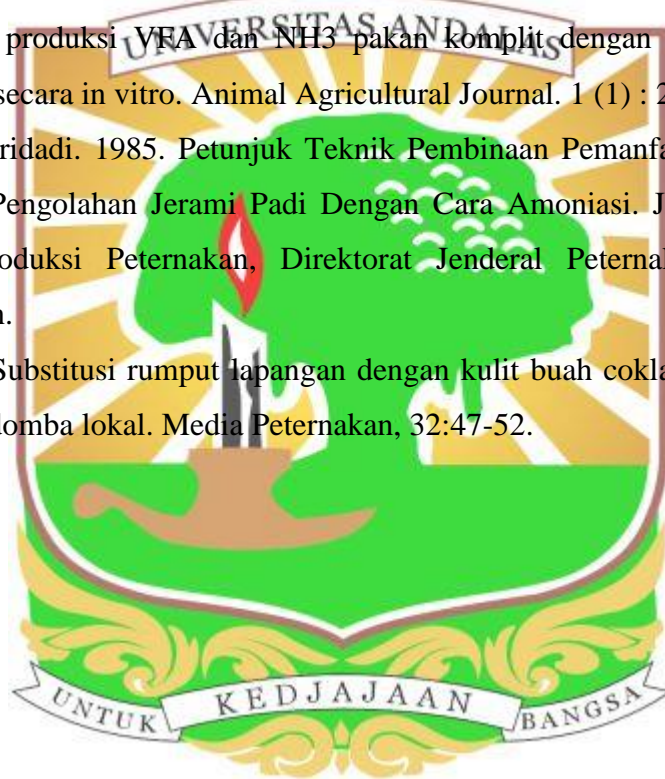 UNIVERSITAS ANDALAS
produksi VFA dan NH3 pakan komplit dengan
secara in vitro. Animal Agricultural Journal. 1 (1) : 2
ridadi. 1985. Petunjuk Teknik Pembinaan Pemanfa
Pengolahan Jerami Padi Dengan Cara Amoniasi. J
oduksi Peternakan, Direktorat Jenderal Peternak
n.
Substitusi rumput lapangan dengan kulit buah cokla
domba lokal. Media Peternakan, 32:47-52.
UNTUK KEDJAJAAN BANGSA